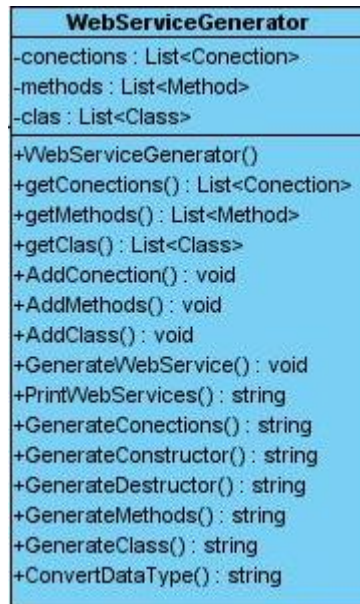 WebServiceGenerator
-conections : List<Conection>
-methods : List<Method>
-clas : List<Class>
+WebServiceGenerator()
+getConections() : List<Conection>
+getMethods() : List<Method>
+getClas() : List<Class>
+AddConection() : void
+AddMethods() : void
+AddClass() : void
+GenerateWebService() : void
+PrintWebServices() : string
+GenerateConections() : string
+GenerateConstructor() : string
+GenerateDestructor() : string
+GenerateMethods() : string
+GenerateClass() : string
+ConvertDataType() : string